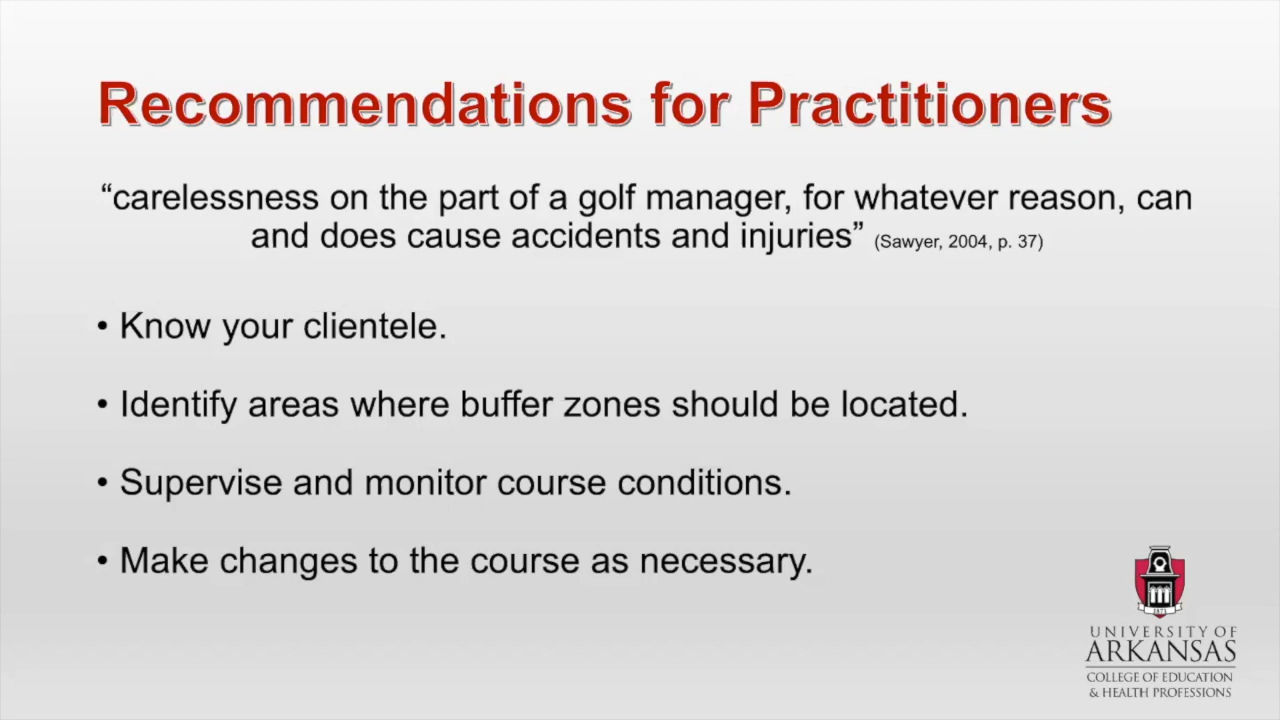 Recommendations for Practitioners
“carelessness on the part of a golf manager, for whatever reason, can
and does cause accidents and injuries” (Sawyer, 2004, p. 37)
• Know your clientele.
• Identify areas where buffer zones should be located.
• Supervise and monitor course conditions.
• Make changes to the course as necessary.
1871
UNIVERSITY OF
ARKANSAS
COLLEGE OF EDUCATION
& HEALTH PROFESSIONS